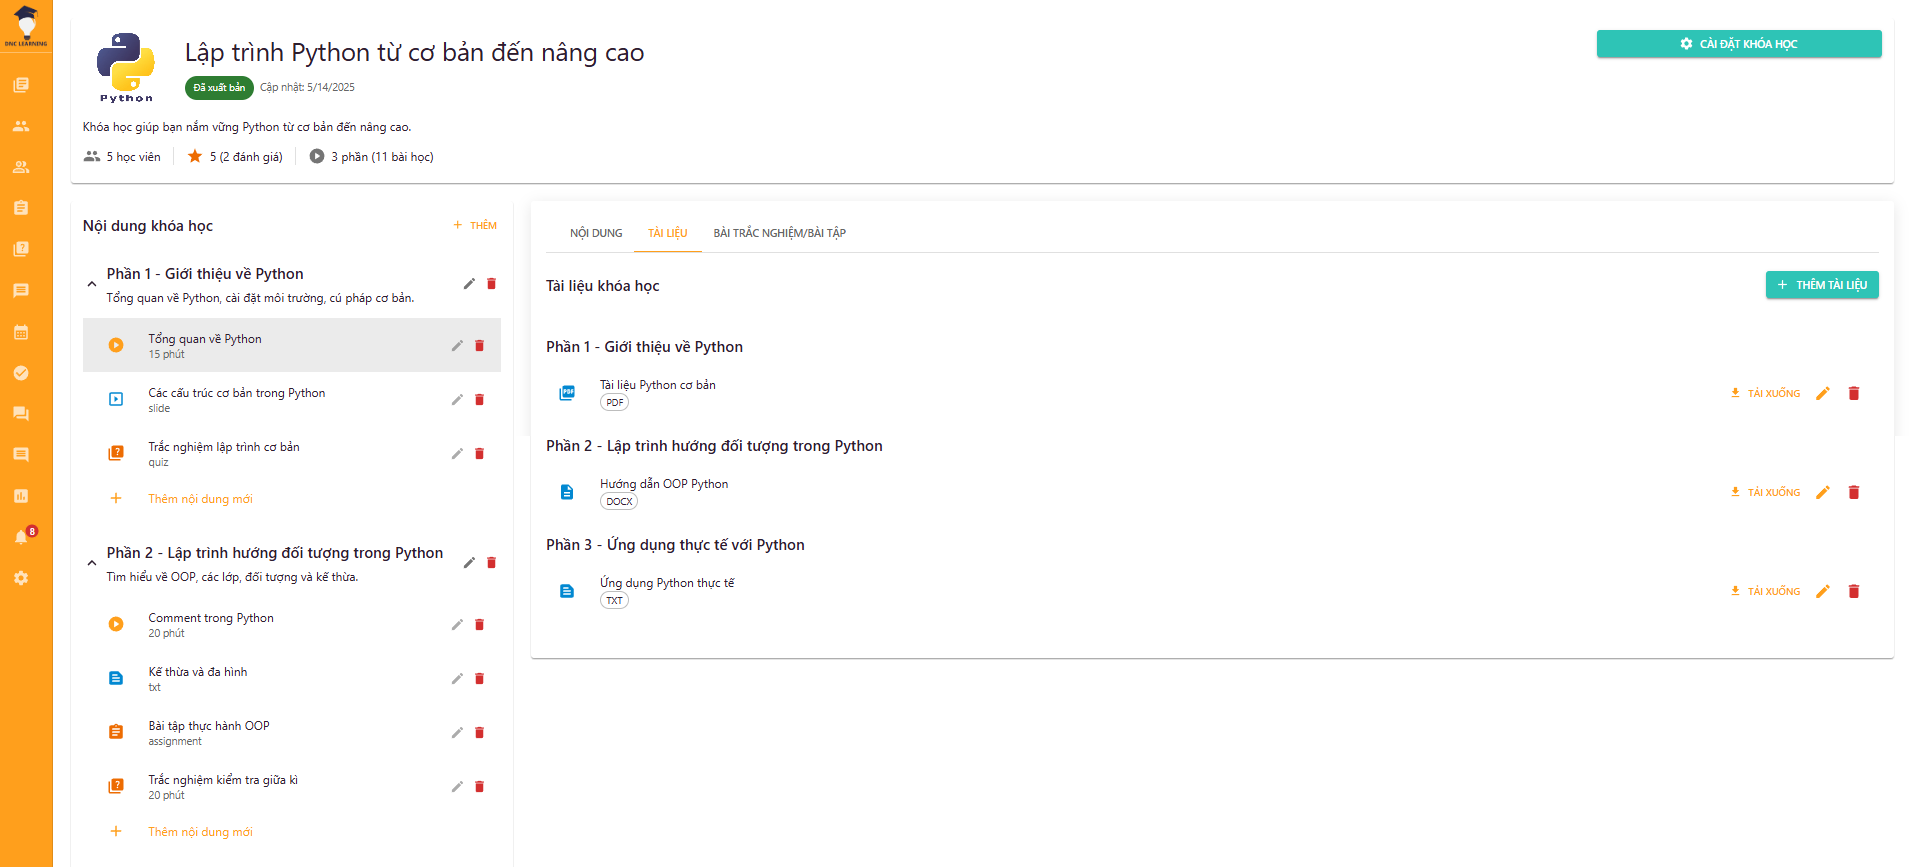 DNC LEARNING
8
Python
Lập trình Python từ cơ bản đến nâng cao
Đã xuất bản Cập nhật: 5/14/2025
CÀI ĐẶT KHÓA HỌC
Khóa học giúp bạn nắm vững Python từ cơ bản đến nâng cao.
5 học viên 5 (2 đánh giá) 3 phần (11 bài học)
Nội dung khóa học
THÊM
Phần 1 - Giới thiệu về Python
Tổng quan về Python, cài đặt môi trường, cú pháp cơ bản.
Tổng quan về Python
15 phút
Các cấu trúc cơ bản trong Python
slide
Trắc nghiệm lập trình cơ bản
quiz
Thêm nội dung mới
Phần 2 - Lập trình hướng đối tượng trong Python
Tìm hiểu về OOP, các lớp, đối tượng và kế thừa.
Comment trong Python
20 phút
Kế thừa và đa hình
txt
Bài tập thực hành OOP
assignment
Trắc nghiệm kiểm tra giữa kì
20 phút
Thêm nội dung mới
NỘI DUNG TÀI LIỆU BÀI TRẮC NGHIỆM/BÀI TẬP
Tài liệu khóa học
THÊM TÀI LIỆU
Phần 1 - Giới thiệu về Python
PDF
Tài liệu Python cơ bản
PDF
TẢI XUỐNG
Phần 2 - Lập trình hướng đối tượng trong Python
Hướng dẫn OOP Python
DOCX
TẢI XUỐNG
Phần 3 - Ứng dụng thực tế với Python
Ứng dụng Python thực tế
TXT
TẢI XUỐNG